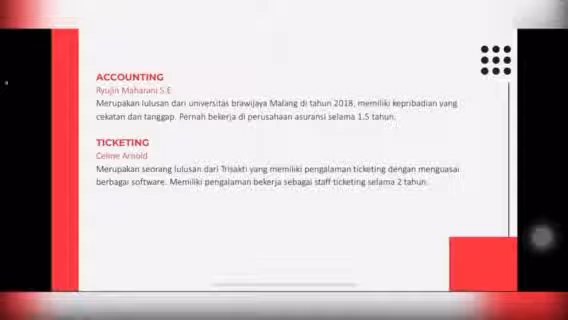 ACCOUNTING
Ryujin Maharani S.E
Merupakan lulusan dari universitas brawijaya Malang di tahun 2018, memiliki kepribadian yang
cekatan dan tanggap. Pernah bekerja di perusahaan asuransi selama 1,5 tahun.
TICKETING
Celine Arnold
Merupakan seorang lulusan dari Trisakti yang memiliki pengalaman ticketing dengan menguasai
berbagai software. Memiliki pengalaman bekerja sebagai staff ticketing selama 2 tahun.